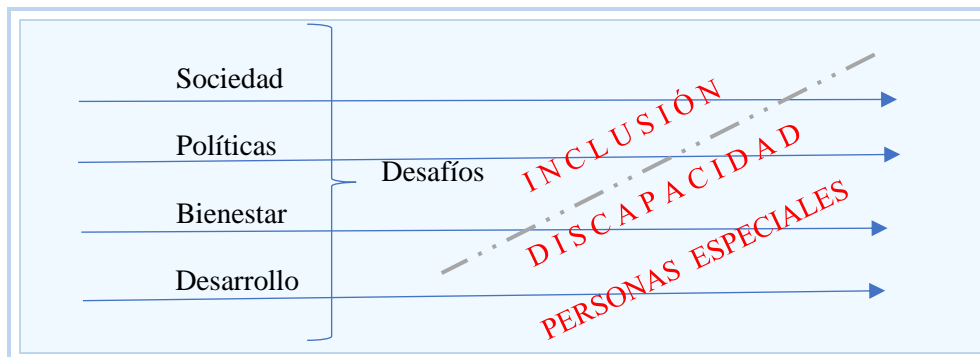 Sociedad
Políticas
Bienestar
Desarrollo
Desafíos
INCLUSIÓN
DISCAPACIDAD
PERSONAS ESPECIALES